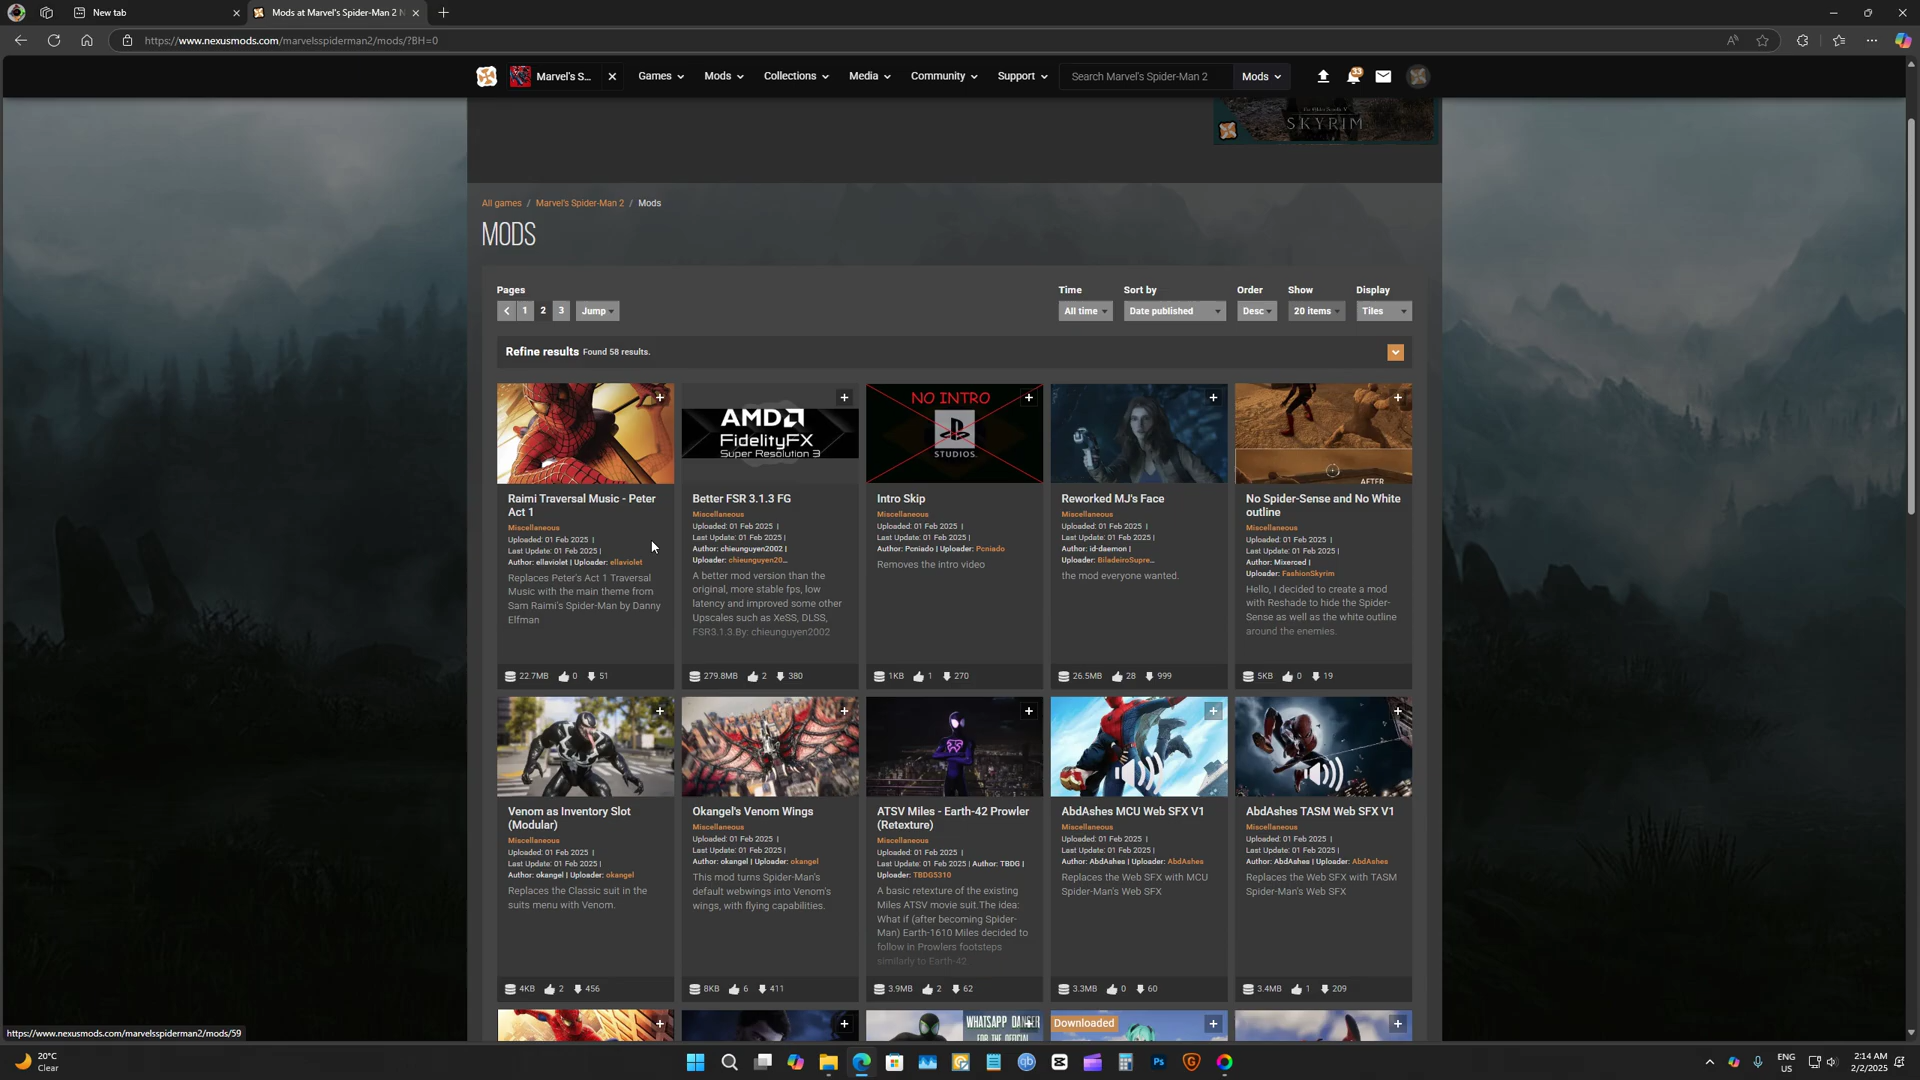 New tab
Mods at Marvel's Spider-Man 2 N
https://www.nexusmods.com/marvelsspiderman2/mods/?BH=0
Marvel's S...
Games
Mods
Collections
Media
Community
Support
Search Marvel's Spider-Man 2
Mods
33
SKYRIM
All games / Marvel's Spider-Man 2 / Mods
MODS
Pages
1 2 3 Jump
Time
All time
Sort by
Date published
Order
Desc
Show
20 items
Display
Tiles
Refine results Found 58 results.
Raimi Traversal Music - Peter
Act 1
Miscellaneous
Uploaded: 01 Feb 2025 |
Last Update: 01 Feb 2025 |
Author: ellaviolet | Uploader: ellaviolet
Replaces Peter's Act 1 Traversal
Music with the main theme from
Sam Raimi's Spider-Man by Danny
Elfman
22.7MB 0 51
AMD
FidelityFX
Super Resolution 3
Better FSR 3.1.3 FG
Miscellaneous
Uploaded: 01 Feb 2025 |
Last Update: 01 Feb 2025 |
Author: chieunguyen2002 |
Uploader: chieunguyen20...
A better mod version than the
original, more stable fps, low
latency and improved some other
Upscales such as XeSS, DLSS,
FSR3.1.3.By: chieunguyen2002
279.8MB 2 380
NO INTRO
STUDIOS
Intro Skip
Miscellaneous
Uploaded: 01 Feb 2025 |
Last Update: 01 Feb 2025 |
Author: Pcniado | Uploader: Pcniado
Removes the intro video
1KB 1 270
Reworked MJ's Face
Miscellaneous
Uploaded: 01 Feb 2025 |
Last Update: 01 Feb 2025 |
Author: id-daemon |
Uploader: BiladeiroSupre...
the mod everyone wanted.
26.5MB 28 999
AFTER
No Spider-Sense and No White
outline
Miscellaneous
Uploaded: 01 Feb 2025 |
Last Update: 01 Feb 2025 |
Author: Mixerced |
Uploader: FashionSkyrim
Hello, I decided to create a mod
with Reshade to hide the Spider-
Sense as well as the white outline
around the enemies.
5KB 0 19
Venom as Inventory Slot
(Modular)
Miscellaneous
Uploaded: 01 Feb 2025 |
Last Update: 01 Feb 2025 |
Author: okangel | Uploader: okangel
Replaces the Classic suit in the
suits menu with Venom.
4KB 2 456
Okangel's Venom Wings
Miscellaneous
Uploaded: 01 Feb 2025 |
Last Update: 01 Feb 2025 |
Author: okangel | Uploader: okangel
This mod turns Spider-Man's
default webwings into Venom's
wings, with flying capabilities.
8KB 6 411
ATSV Miles - Earth-42 Prowler
(Retexture)
Miscellaneous
Uploaded: 01 Feb 2025 |
Last Update: 01 Feb 2025 | Author: TBDG |
Uploader: TBDG5310
A basic retexture of the existing
Miles ATSV movie suit.The idea:
What if (after becoming Spider-
Man) Earth-1610 Miles decided to
follow in Prowlers footsteps
similarly to Earth-42
3.9MB 2 62
AbdAshes MCU Web SFX V1
Miscellaneous
Uploaded: 01 Feb 2025 |
Last Update: 01 Feb 2025 |
Author: AbdAshes | Uploader: AbdAshes
Replaces the Web SFX with MCU
Spider-Man's Web SFX
3.3MB 0 60
AbdAshes TASM Web SFX V1
Miscellaneous
Uploaded: 01 Feb 2025 |
Last Update: 01 Feb 2025 |
Author: AbdAshes | Uploader: AbdAshes
Replaces the Web SFX with TASM
Spider-Man's Web SFX
3.4MB 1 209
WHATSAPP DANGER
FOR THE OFFICIAL
Downloaded
https://www.nexusmods.com/marvelsspiderman2/mods/59
20°C
Clear
qb
Ps
ENG
US
2:14 AM
2/2/2025